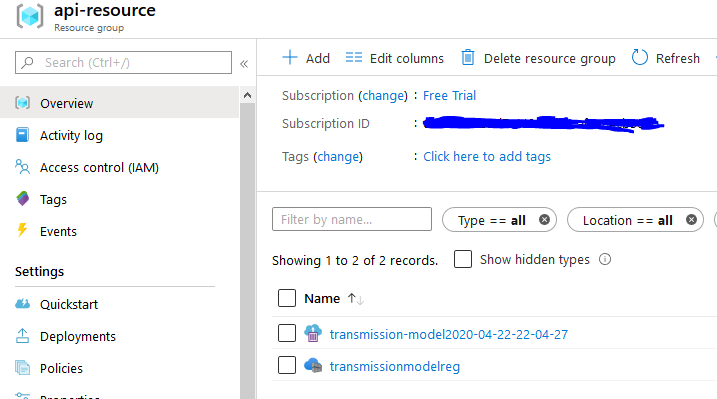 api-resource
Resource group
Search (Ctrl+/)
«
Overview
Activity log
Access control (IAM)
Tags
Events
Settings
Quickstart
Deployments
Policies
Properties
+ Add
Edit columns
Delete resource group
Refresh
Subscription (change) : Free Trial
Subscription ID :
Tags (change) : Click here to add tags
Filter by name...
Type == all
Location == all
Showing 1 to 2 of 2 records.
Show hidden types
Name ↑↓
transmission-model2020-04-22-22-04-27
transmissionmodelreg